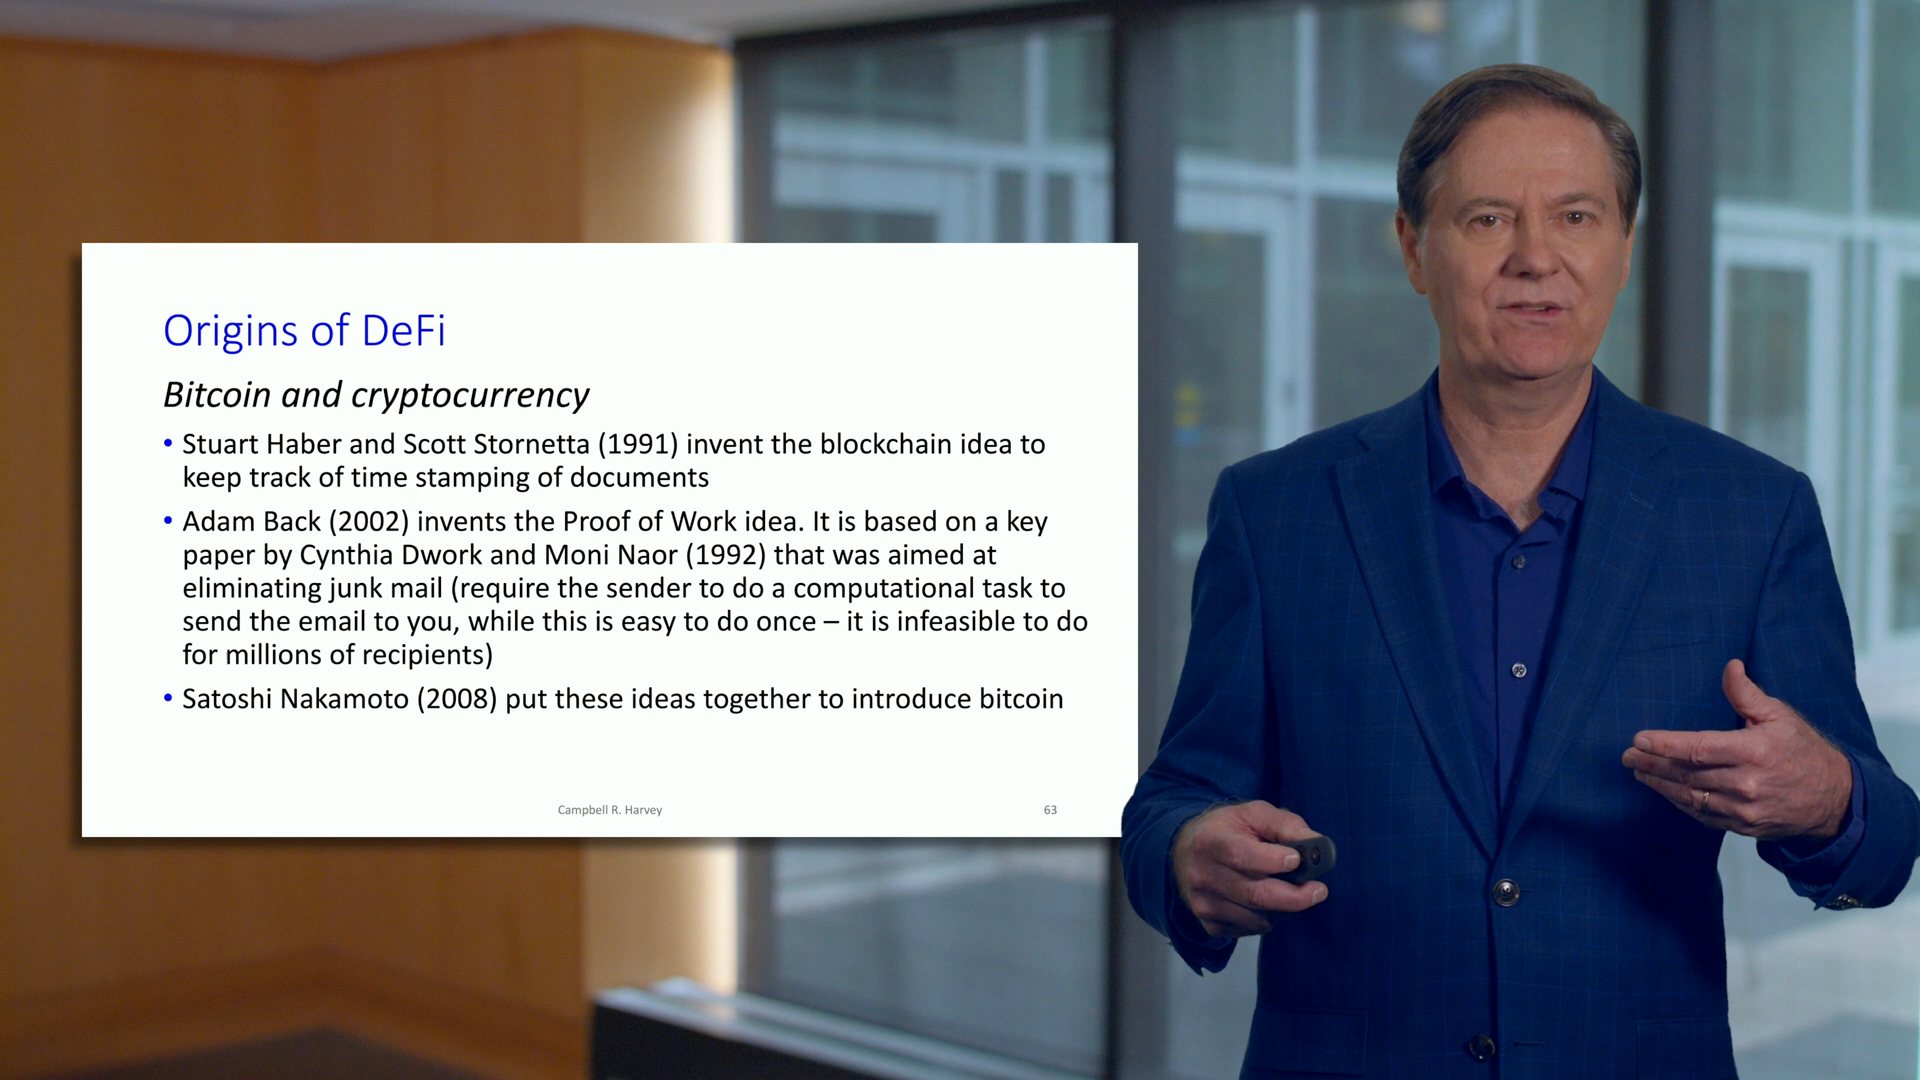 Origins of DeFi
Bitcoin and cryptocurrency
• Stuart Haber and Scott Stornetta (1991) invent the blockchain idea to
keep track of time stamping of documents
• Adam Back (2002) invents the Proof of Work idea. It is based on a key
paper by Cynthia Dwork and Moni Naor (1992) that was aimed at
eliminating junk mail (require the sender to do a computational task to
send the email to you, while this is easy to do once – it is infeasible to do
for millions of recipients)
• Satoshi Nakamoto (2008) put these ideas together to introduce bitcoin
Campbell R. Harvey
63